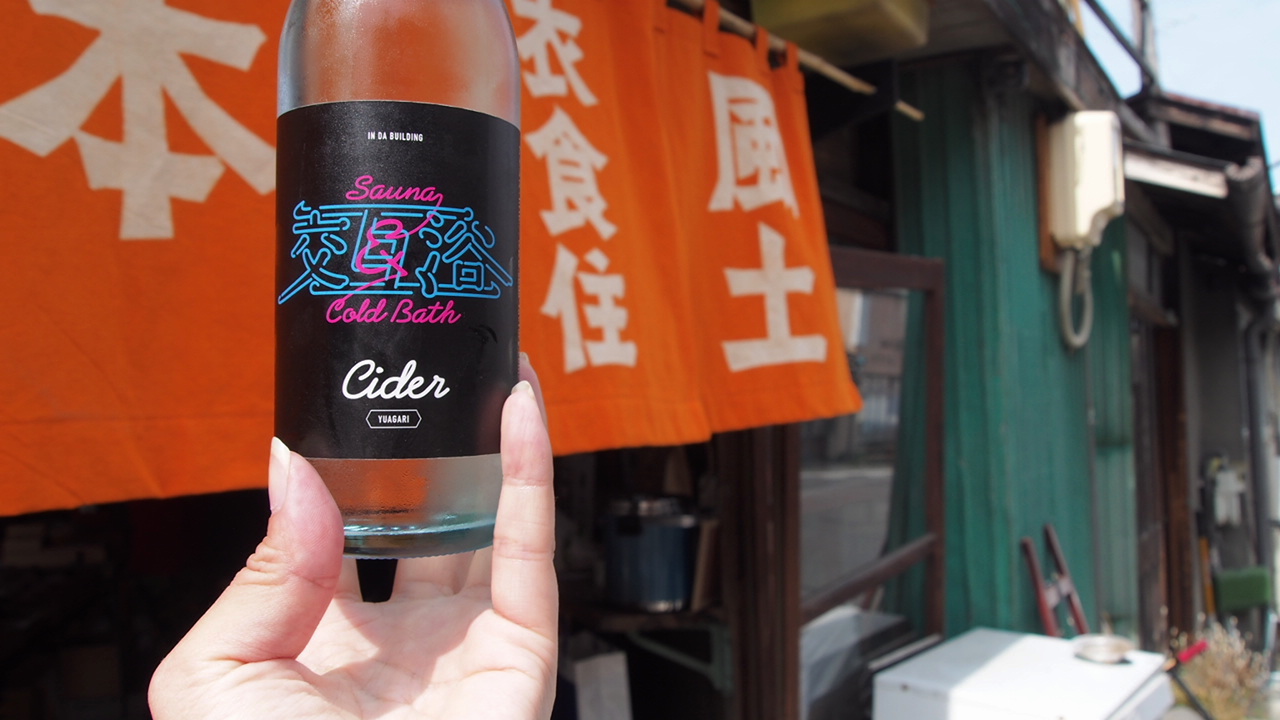 IN DA BUILDING
Sauna
&
交互浴
Cold Bath
Cider
YUAGARI
本
衣食住
風土